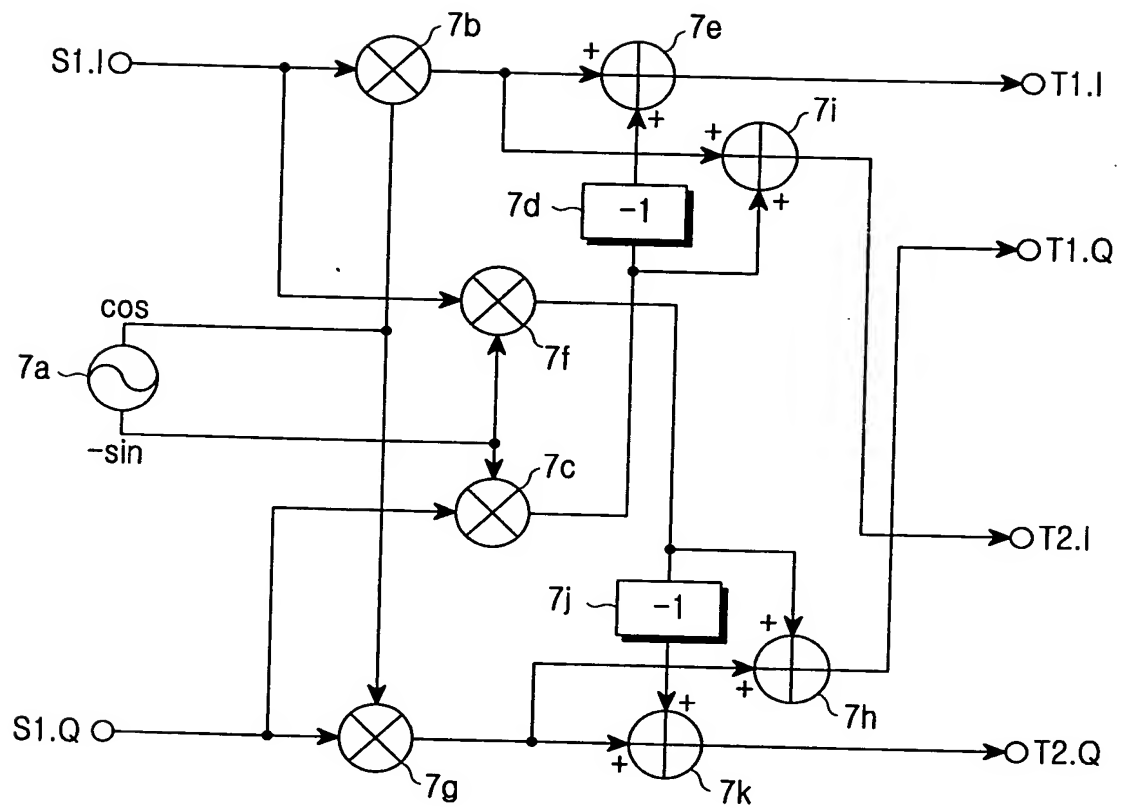 7b
7e
S1.I
T1.I
+
+
7i
+
+
7d
-1
T1.Q
cos
7a
7f
-sin
7c
T2.I
7j
-1
+
+
7h
S1.Q
+
+
7g
7k
T2.Q